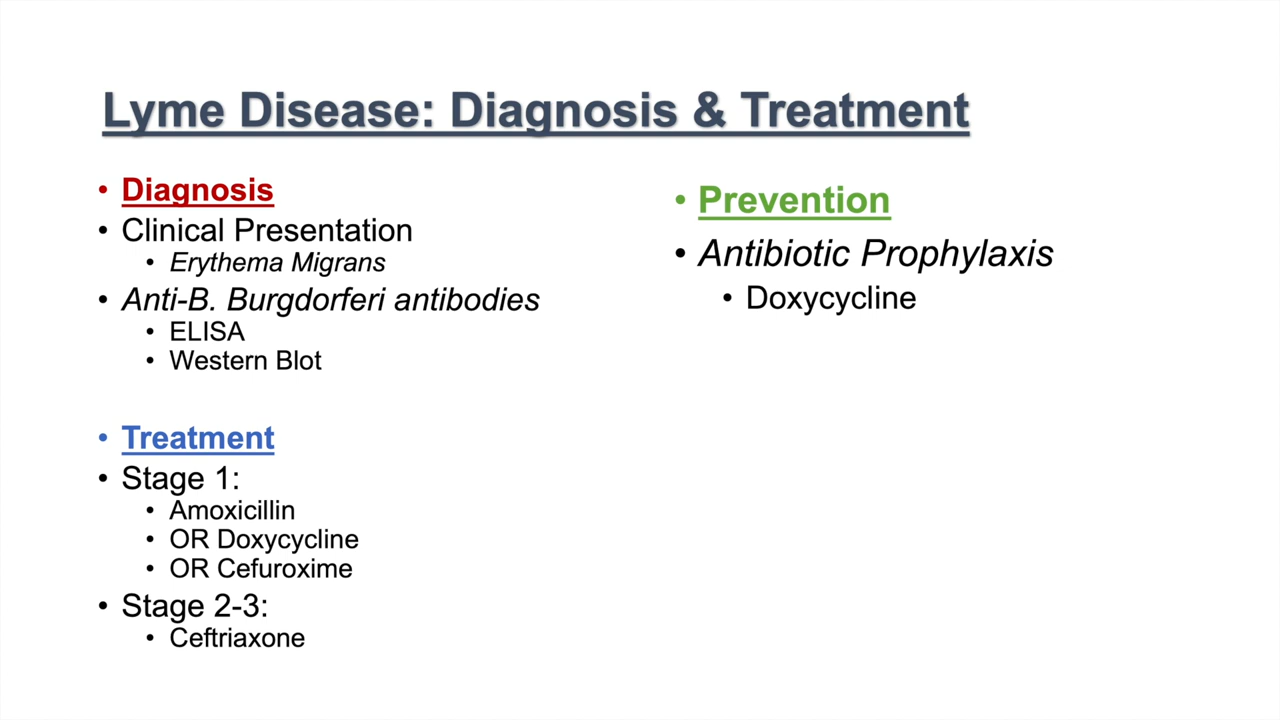 Lyme Disease: Diagnosis & Treatment
• Diagnosis
• Clinical Presentation
• Erythema Migrans
• Anti-B. Burgdorferi antibodies
• ELISA
• Western Blot
• Treatment
• Stage 1:
• Amoxicillin
• OR Doxycycline
• OR Cefuroxime
• Stage 2-3:
• Ceftriaxone
• Prevention
• Antibiotic Prophylaxis
• Doxycycline